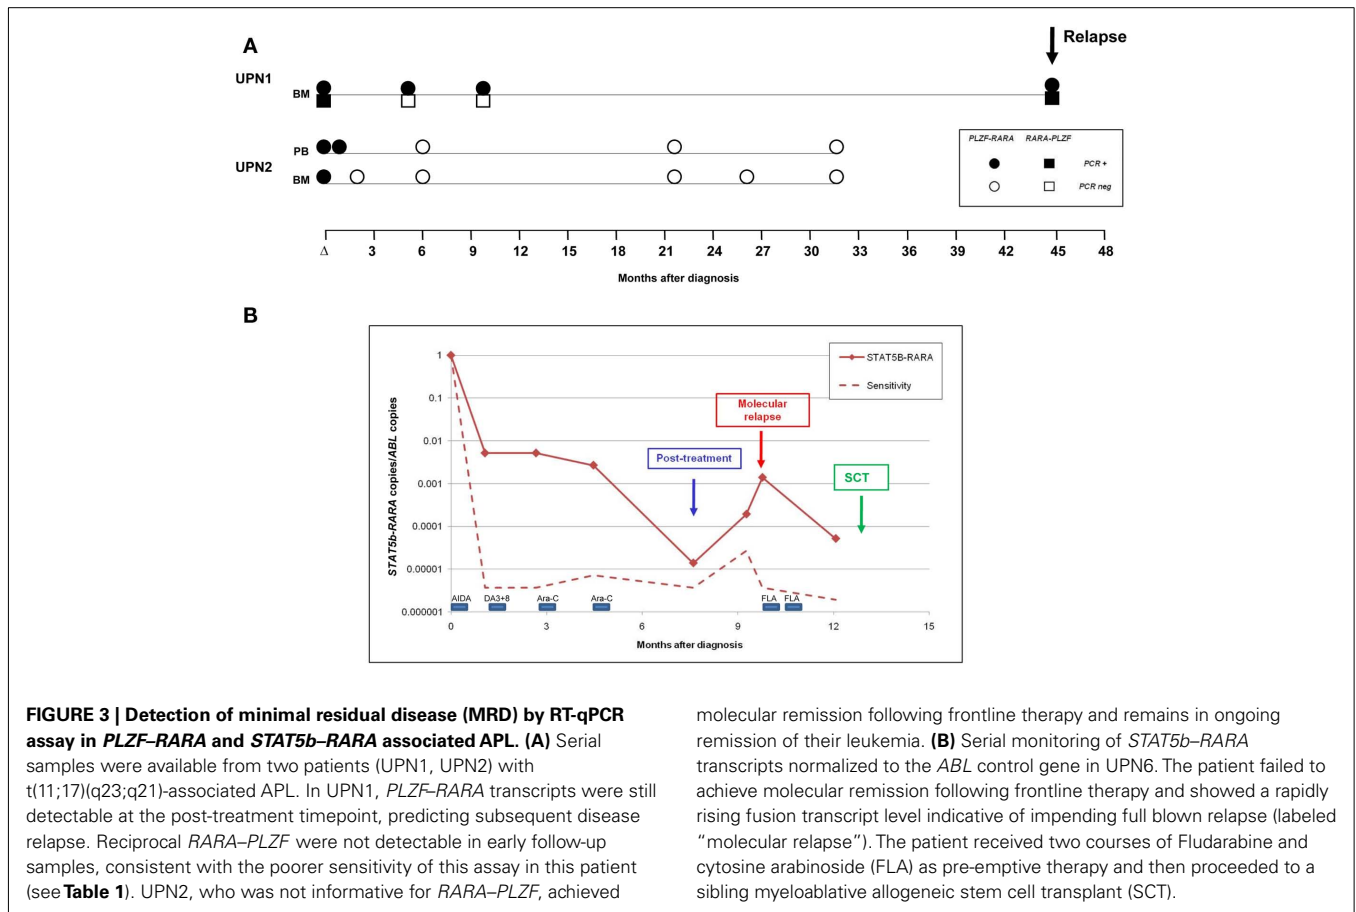 A
Relapse
UPN1
BM
PLZF-RARA RARA-PLZF
PCR +
PCR neg
PB
UPN2
BM
Δ 3 6 9 12 15 18 21 24 27 30 33 36 39 42 45 48
Months after diagnosis
B
STAT5B-RARA
Sensitivity
Molecular
relapse
Post-treatment
SCT
STAT5b-RARA copies/ABL copies
1
0.1
0.01
0.001
0.0001
0.00001
0.000001
AIDA DA3+8 Ara-C Ara-C FLA FLA
0 3 6 9 12 15
Months after diagnosis
FIGURE 3 | Detection of minimal residual disease (MRD) by RT-qPCR
assay in PLZF–RARA and STAT5b–RARA associated APL. (A) Serial
samples were available from two patients (UPN1, UPN2) with
t(11;17)(q23;q21)-associated APL. In UPN1, PLZF–RARA transcripts were still
detectable at the post-treatment timepoint, predicting subsequent disease
relapse. Reciprocal RARA–PLZF were not detectable in early follow-up
samples, consistent with the poorer sensitivity of this assay in this patient
(see Table 1). UPN2, who was not informative for RARA–PLZF, achieved
molecular remission following frontline therapy and remains in ongoing
remission of their leukemia. (B) Serial monitoring of STAT5b–RARA
transcripts normalized to the ABL control gene in UPN6. The patient failed to
achieve molecular remission following frontline therapy and showed a rapidly
rising fusion transcript level indicative of impending full blown relapse (labeled
“molecular relapse”). The patient received two courses of Fludarabine and
cytosine arabinoside (FLA) as pre-emptive therapy and then proceeded to a
sibling myeloablative allogeneic stem cell transplant (SCT).